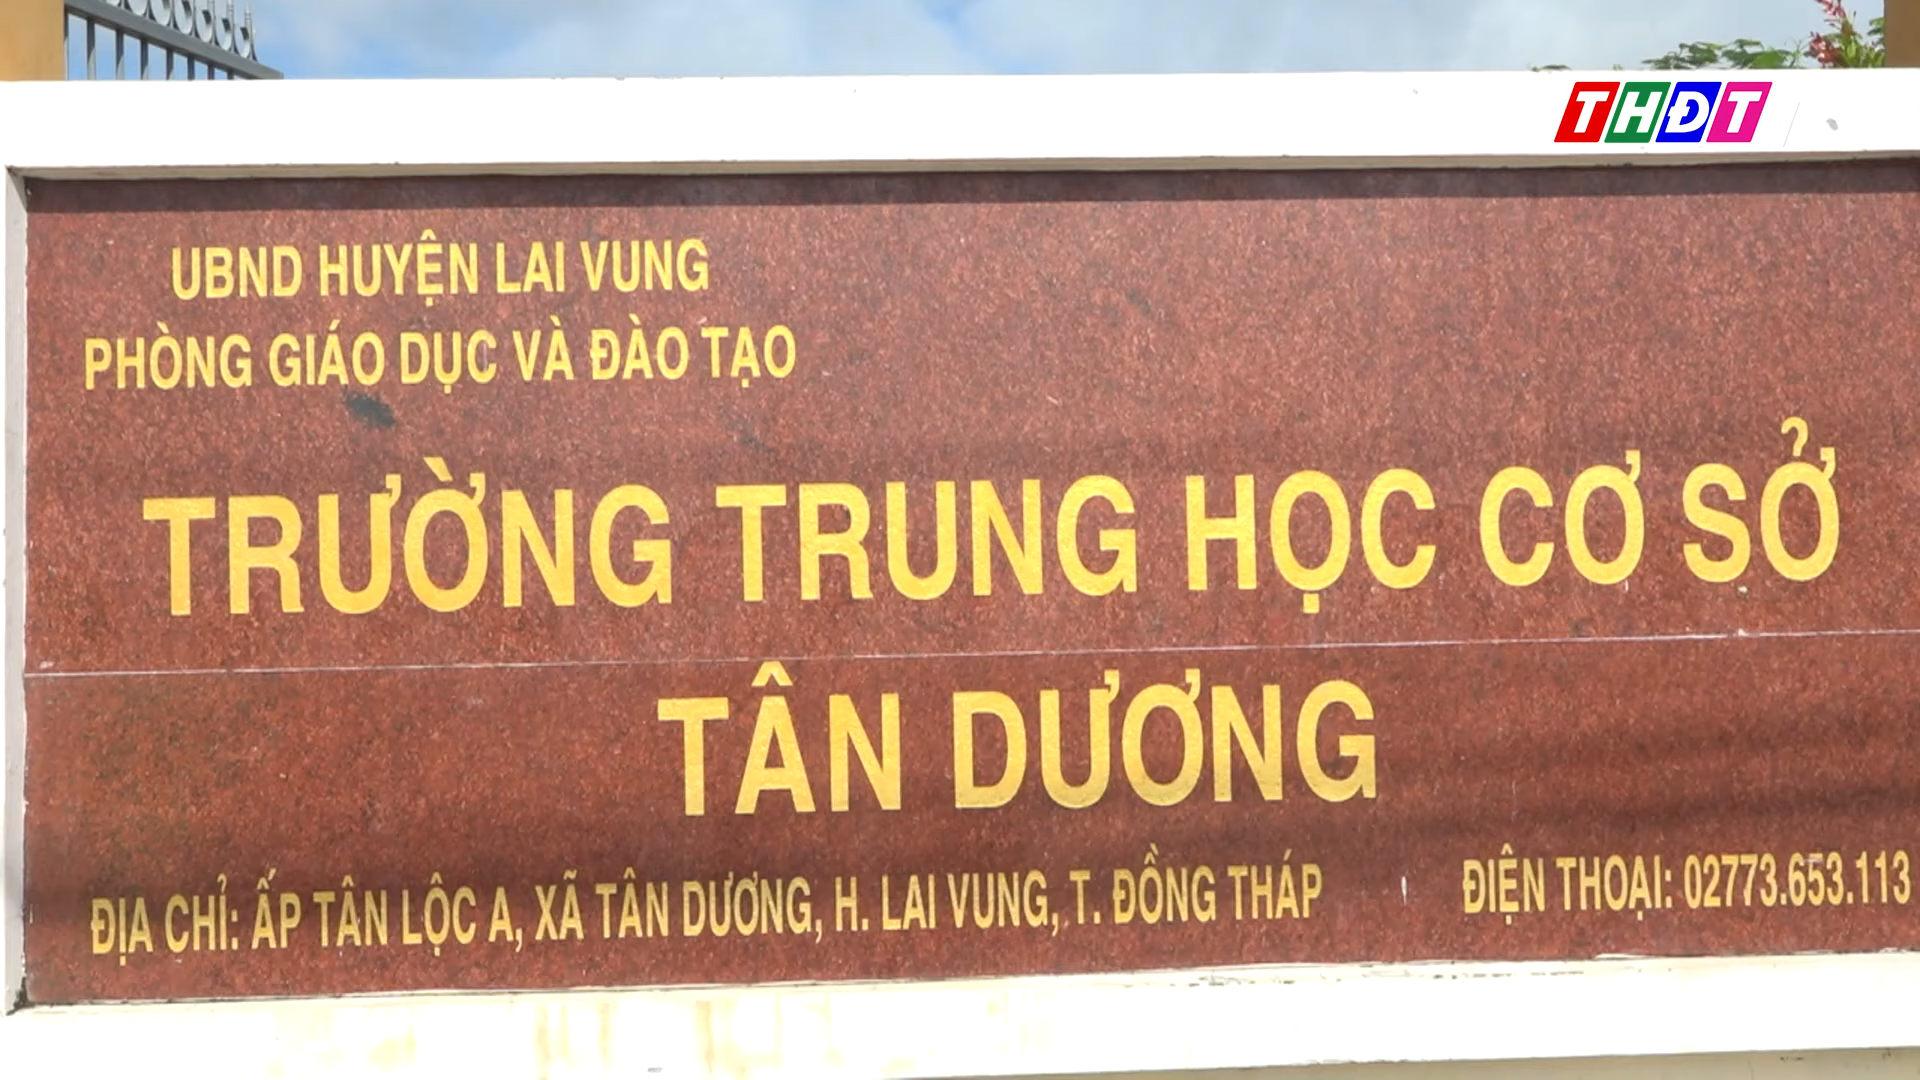 THĐT
UBND HUYỆN LAI VUNG
PHÒNG GIÁO DỤC VÀ ĐÀO TẠO
TRƯỜNG TRUNG HỌC CƠ SỞ
TÂN DƯƠNG
ĐỊA CHỈ: ẤP TÂN LỘC A, XÃ TÂN DƯƠNG, H. LAI VUNG, T. ĐỒNG THÁP ĐIỆN THOẠI: 02773.653.113